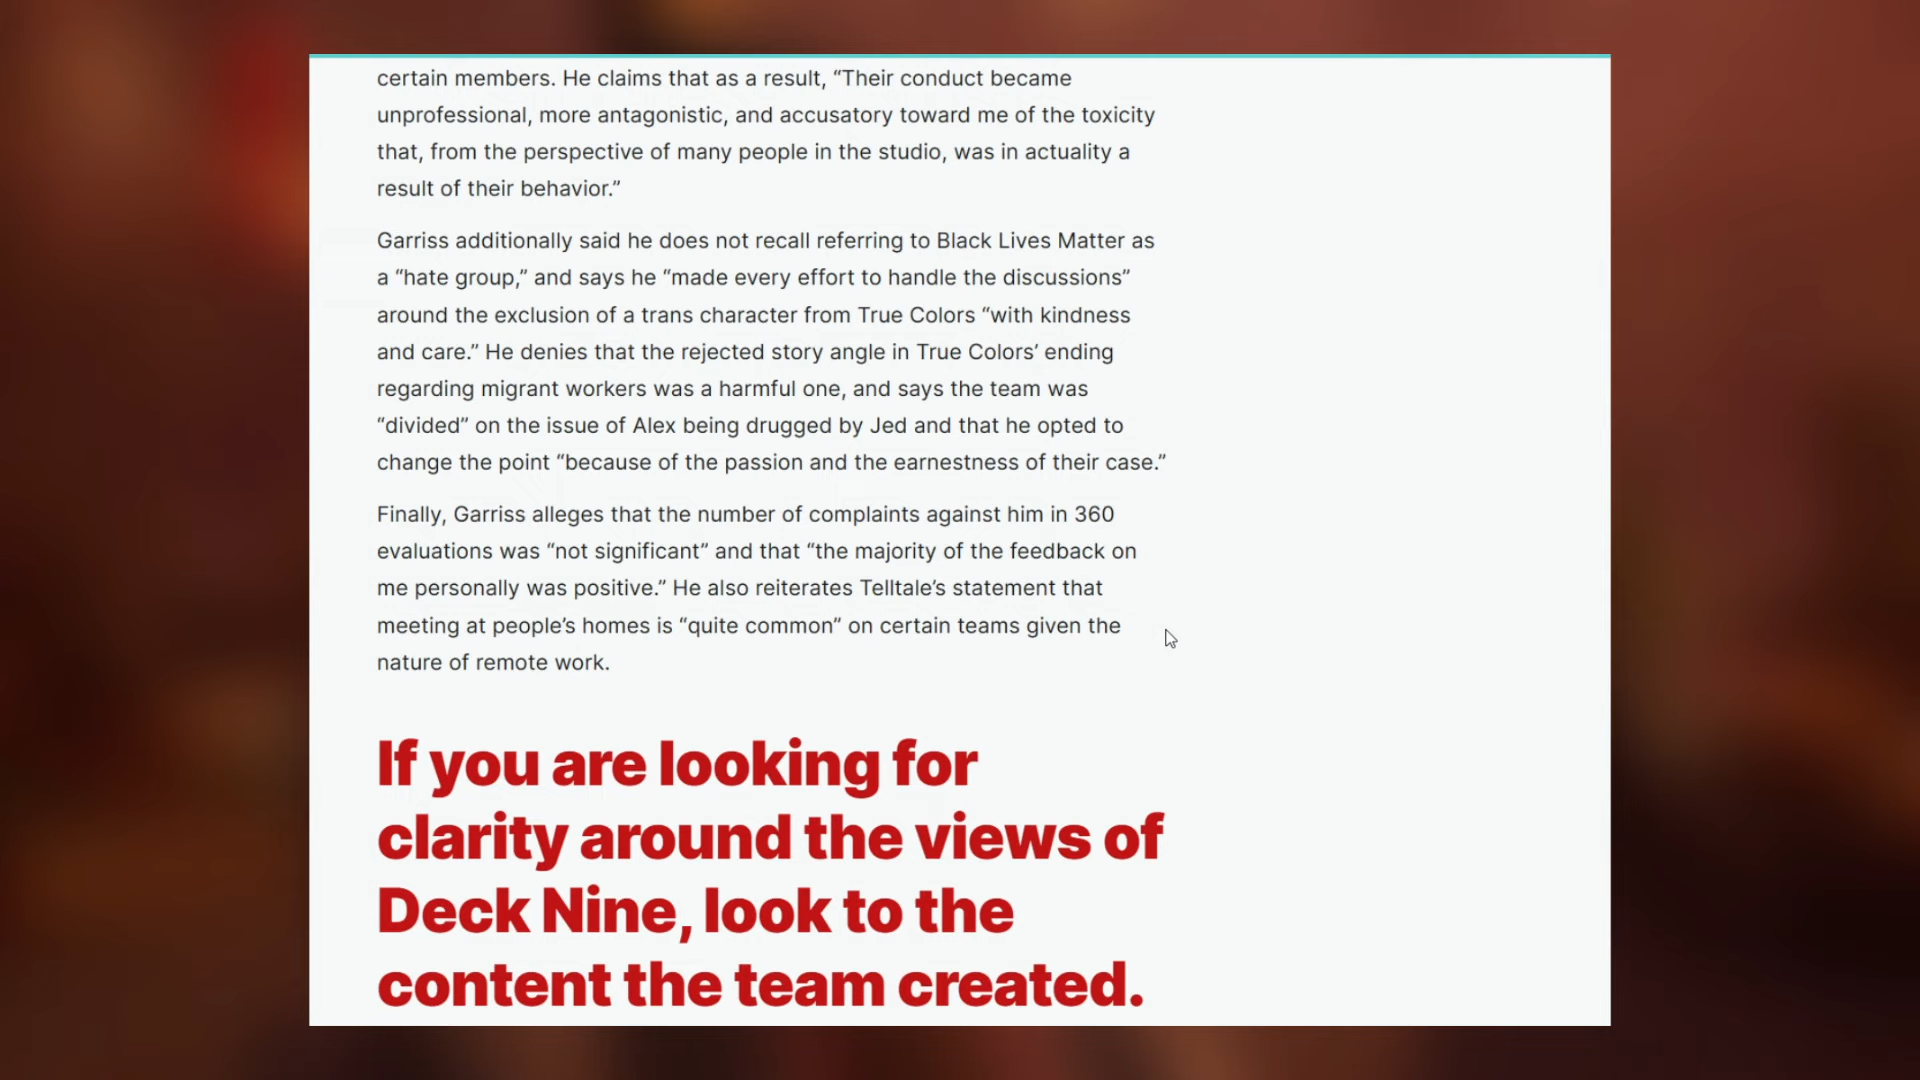 certain members. He claims that as a result, “Their conduct became
unprofessional, more antagonistic, and accusatory toward me of the toxicity
that, from the perspective of many people in the studio, was in actuality a
result of their behavior.”
Garriss additionally said he does not recall referring to Black Lives Matter as
a “hate group,” and says he “made every effort to handle the discussions”
around the exclusion of a trans character from True Colors “with kindness
and care.” He denies that the rejected story angle in True Colors’ ending
regarding migrant workers was a harmful one, and says the team was
“divided” on the issue of Alex being drugged by Jed and that he opted to
change the point “because of the passion and the earnestness of their case.”
Finally, Garriss alleges that the number of complaints against him in 360
evaluations was “not significant” and that “the majority of the feedback on
me personally was positive.” He also reiterates Telltale’s statement that
meeting at people’s homes is “quite common” on certain teams given the
nature of remote work.
If you are looking for
clarity around the views of
Deck Nine, look to the
content the team created.